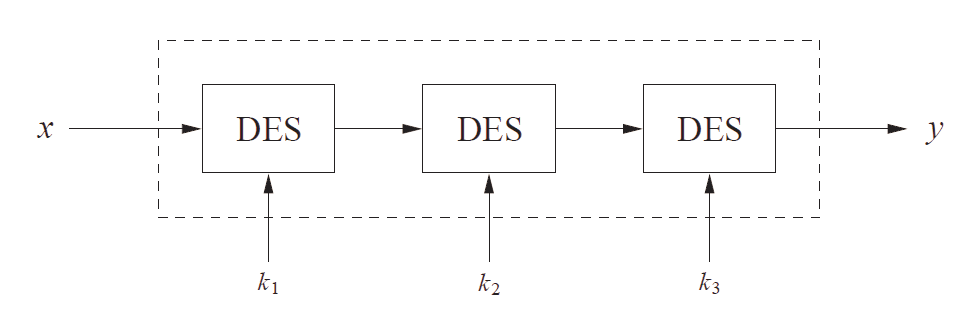 x DES DES DES y
k₁ k₂ k₃